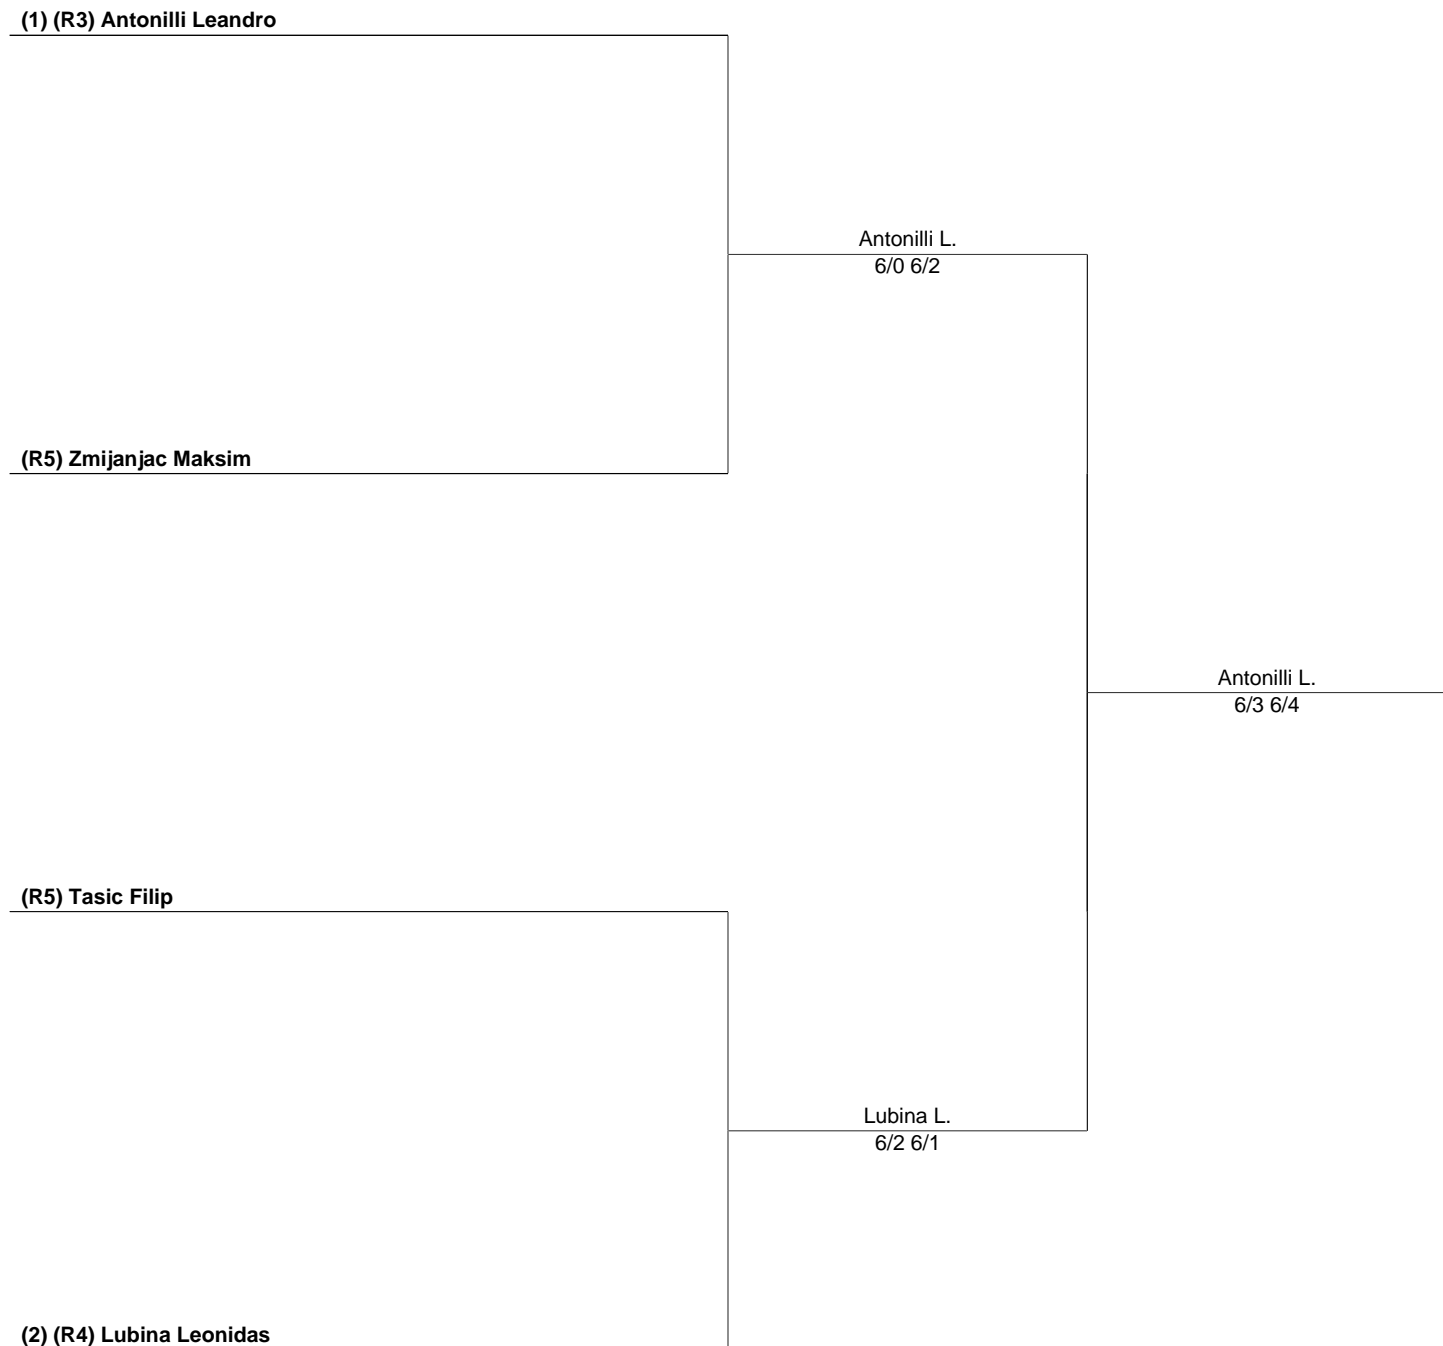 (1) (R3) Antonilli Leandro
Antonilli L.
6/0 6/2
(R5) Zmijanjac Maksim
Antonilli L.
6/3 6/4
(R5) Tasic Filip
Lubina L.
6/2 6/1
(2) (R4) Lubina Leonidas